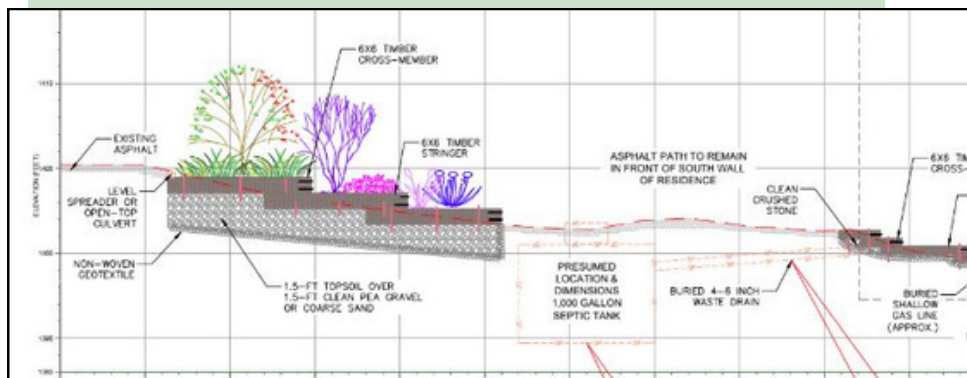 6X6 TIMBER
CROSS-MEMBER
EXISTING
ASPHALT
LEVEL
SPREADER OR
OPEN-TOP
CULVERT
NON-WOVEN
GEOTEXTILE
1.5-FT TOPSOIL OVER
1.5-FT CLEAN PEA GRAVEL
OR COARSE SAND
6X6 TIMBER
STRINGER
ASPHALT PATH TO REMAIN
IN FRONT OF SOUTH WALL
OF RESIDENCE
PRESUMED
LOCATION &
DIMENSIONS
1,000 GALLON
SEPTIC TANK
BURIED 4-6 INCH
WASTE DRAIN
CLEAN
CRUSHED
STONE
6X6 TIM
CROSS-
BURIED
SHALLOW
GAS LINE
(APPROX.)
ELEVATION (FEET)